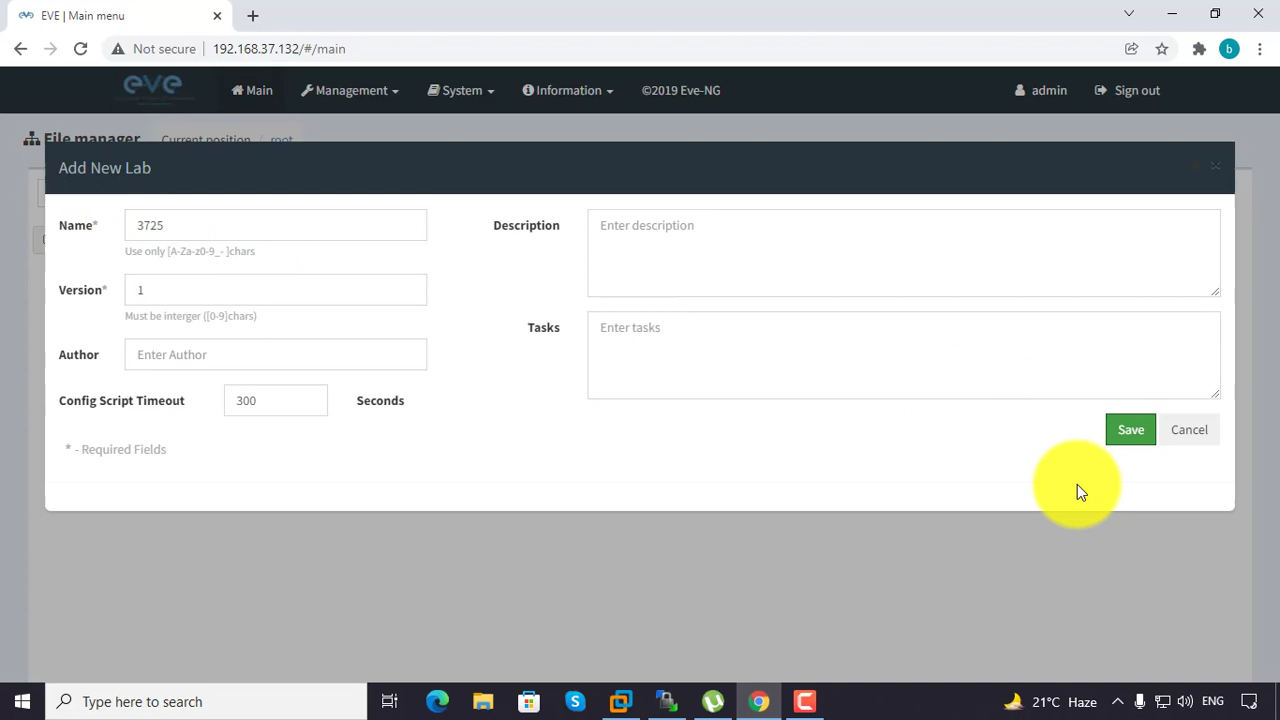 EVE | Main menu
Not secure 192.168.37.132/#/main
b
eve
Main Management System Information ©2019 Eve-NG admin Sign out
File manager Current position / root
Add New Lab
Name* 3725
Use only [A-Za-z0-9_- ]chars
Version* 1
Must be interger ([0-9]chars)
Author Enter Author
Config Script Timeout 300 Seconds
* - Required Fields
Description Enter description
Tasks Enter tasks
Save Cancel
Type here to search
21°C Haze ENG